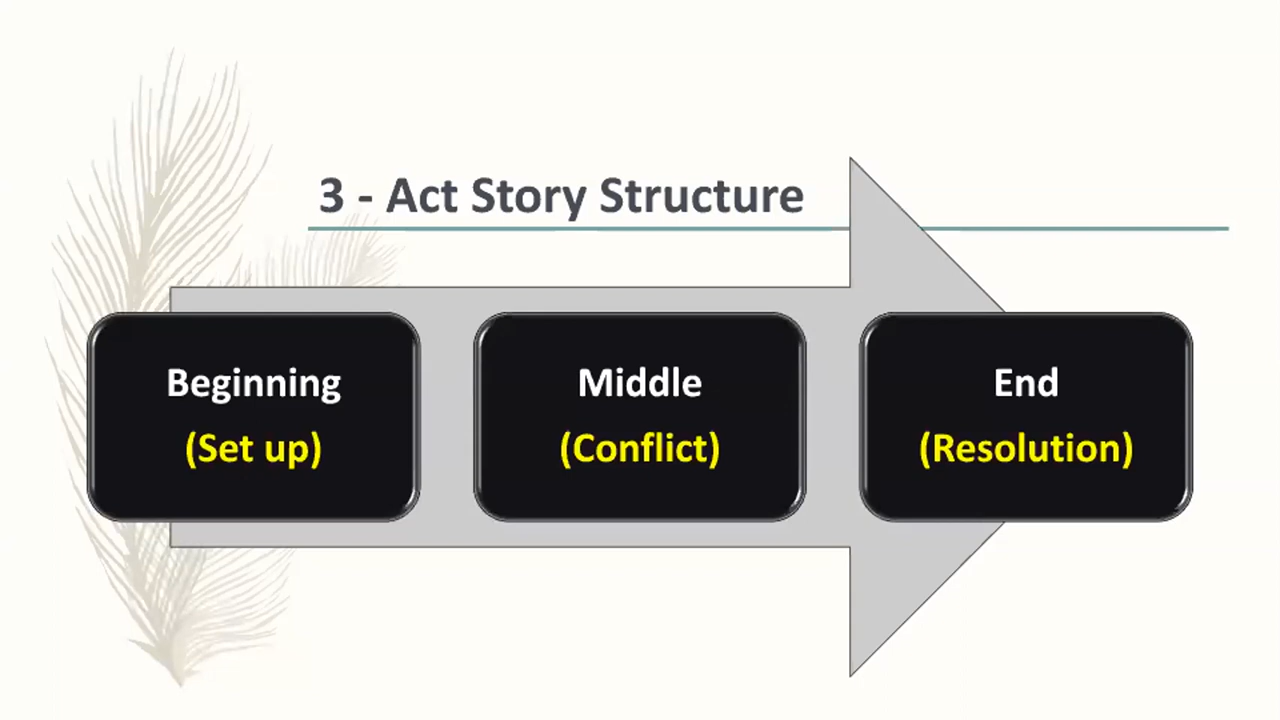 3 - Act Story Structure
Beginning
(Set up)
Middle
(Conflict)
End
(Resolution)